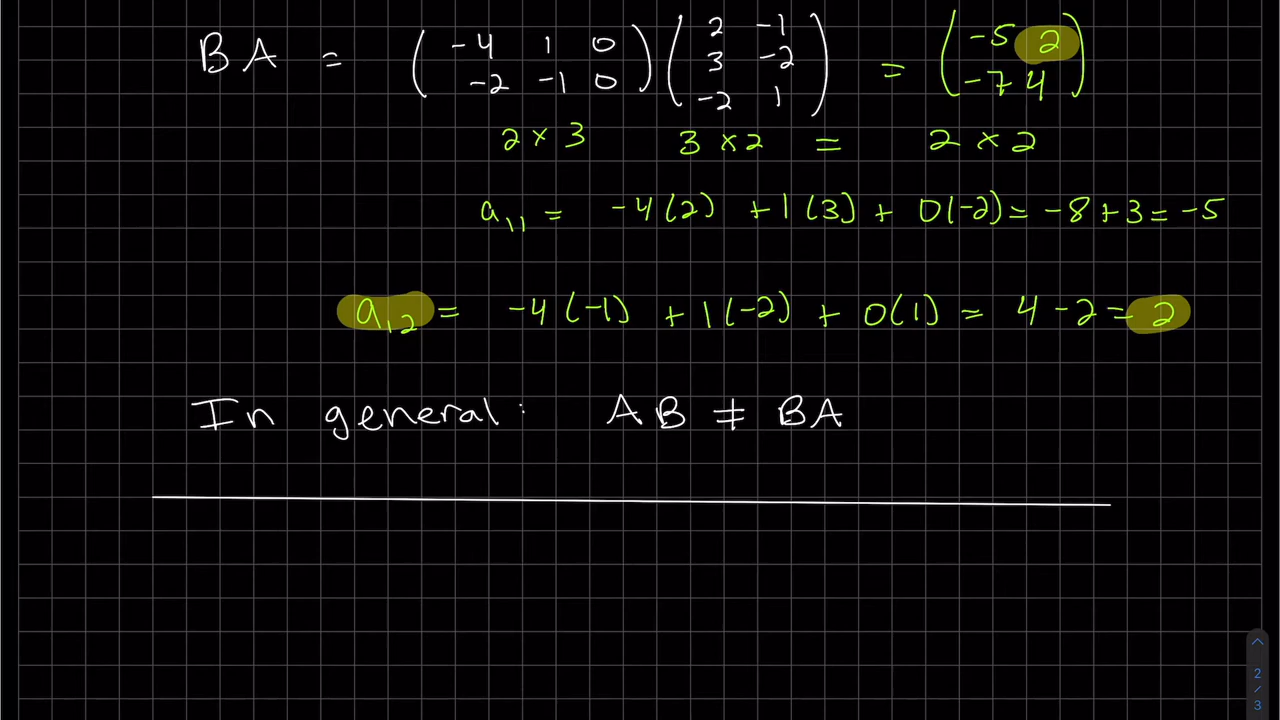 BA = ( -4 1 0 ) ( 2 -1 ) = ( -5 2 )
( -2 -1 0 ) ( 3 -2 ) ( -7 4 )
( -2 1 )
2 × 3 3 × 2 = 2 × 2
a₁₁ = -4(2) + 1(3) + 0(-2) = -8 + 3 = -5
a₁₂ = -4(-1) + 1(-2) + 0(1) = 4 - 2 = 2
In general: AB ≠ BA
2
/
3